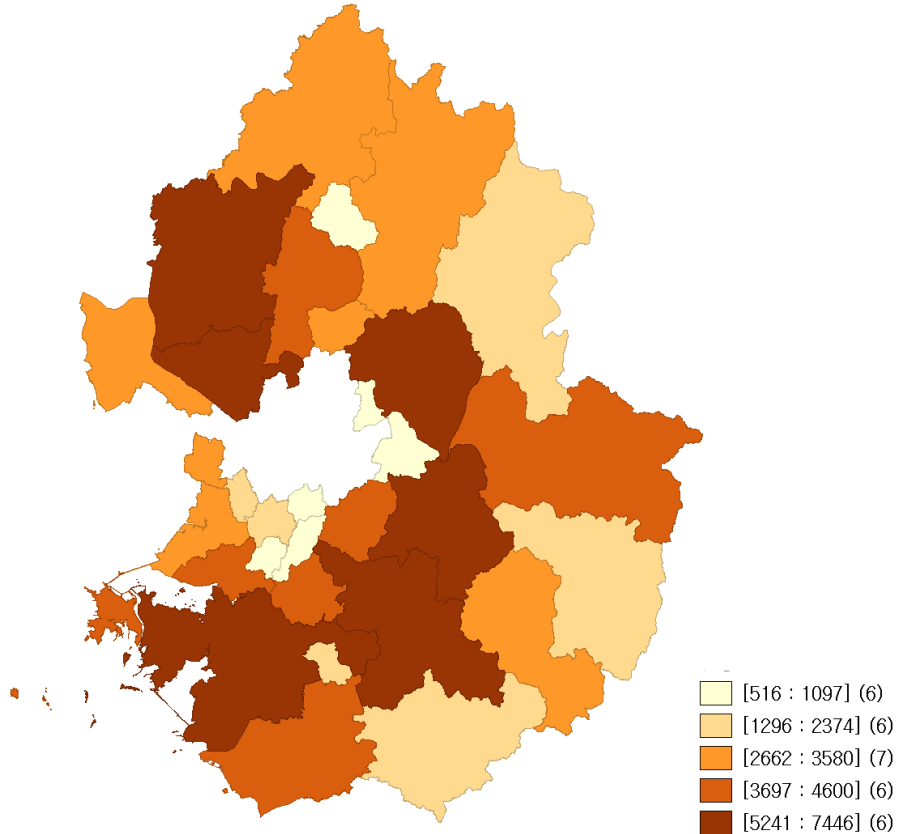 [516 : 1097] (6)
[1296 : 2374] (6)
[2662 : 3580] (7)
[3697 : 4600] (6)
[5241 : 7446] (6)